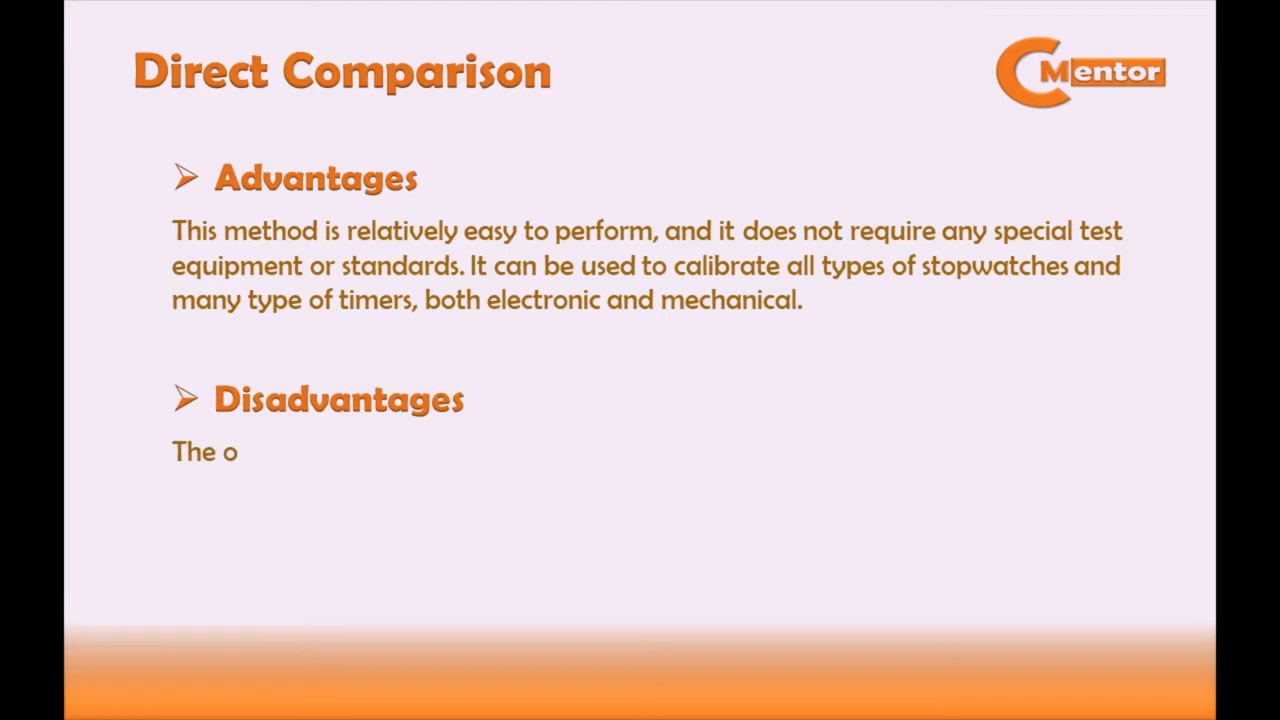 Direct Comparison
CMentor
Advantages
This method is relatively easy to perform, and it does not require any special test
equipment or standards. It can be used to calibrate all types of stopwatches and
many type of timers, both electronic and mechanical.
Disadvantages
The o